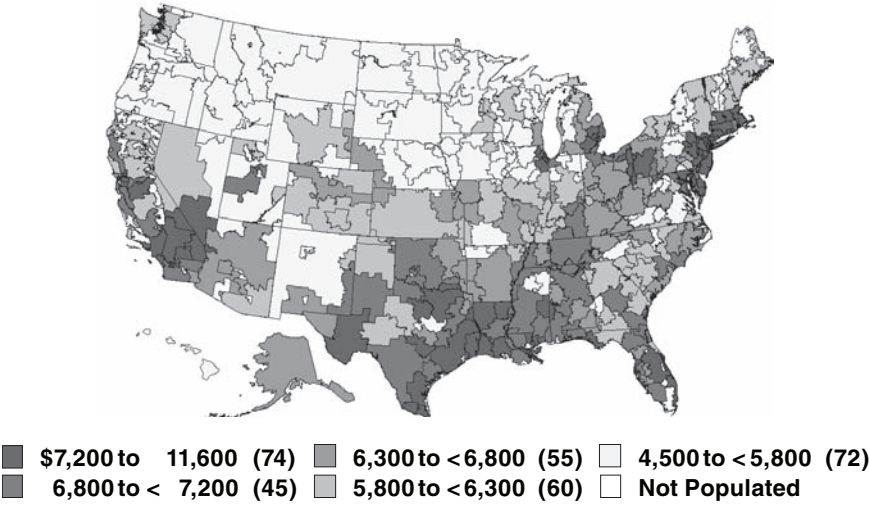 $7,200 to 11,600 (74) 6,300 to < 6,800 (55) 4,500 to < 5,800 (72)
6,800 to < 7,200 (45) 5,800 to < 6,300 (60) Not Populated